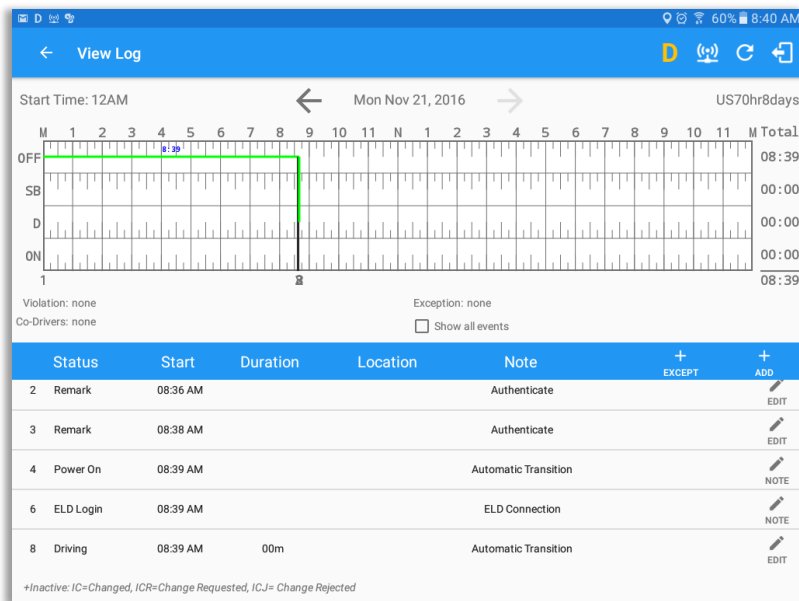 D 60% 8:40 AM
View Log D
Start Time: 12AM Mon Nov 21, 2016 US70hr8days
M 1 2 3 4 5 6 7 8 9 10 11 N 1 2 3 4 5 6 7 8 9 10 11 M Total
8:39
OFF 08:39
SB 00:00
D 00:00
ON 00:00
1 08:39
Violation: none Exception: none
Co-Drivers: none Show all events
Status Start Duration Location Note + EXCEPT + ADD
2 Remark 08:36 AM Authenticate EDIT
3 Remark 08:38 AM Authenticate EDIT
4 Power On 08:39 AM Automatic Transition NOTE
6 ELD Login 08:39 AM ELD Connection NOTE
8 Driving 08:39 AM 00m Automatic Transition EDIT
+Inactive: IC=Changed, ICR=Change Requested, ICJ= Change Rejected